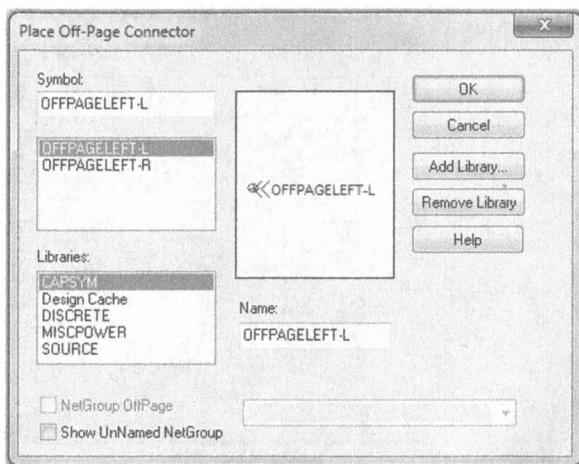 Place Off-Page Connector
Symbol:
OFFPAGELEFT-L
OFFPAGELEFT-L
OFFPAGELEFT-R
Libraries:
CAPSYM
Design Cache
DISCRETE
MISCPOWER
SOURCE
OFFPAGELEFT-L
Name:
OFFPAGELEFT-L
OK
Cancel
Add Library...
Remove Library
Help
NetGroup OffPage
Show UnNamed NetGroup